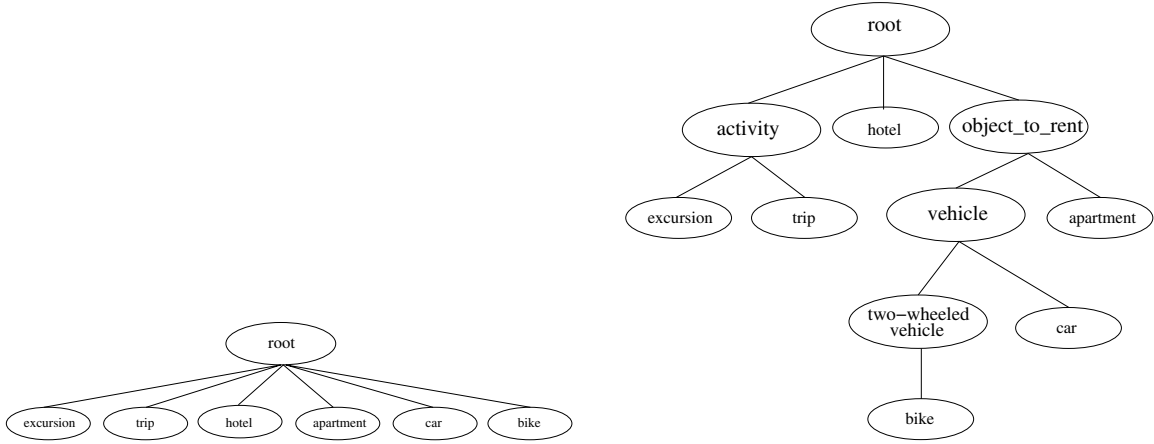 root
excursion
trip
hotel
apartment
car
bike
root
activity
hotel
object_to_rent
excursion
trip
vehicle
apartment
two−wheeled
vehicle
car
bike